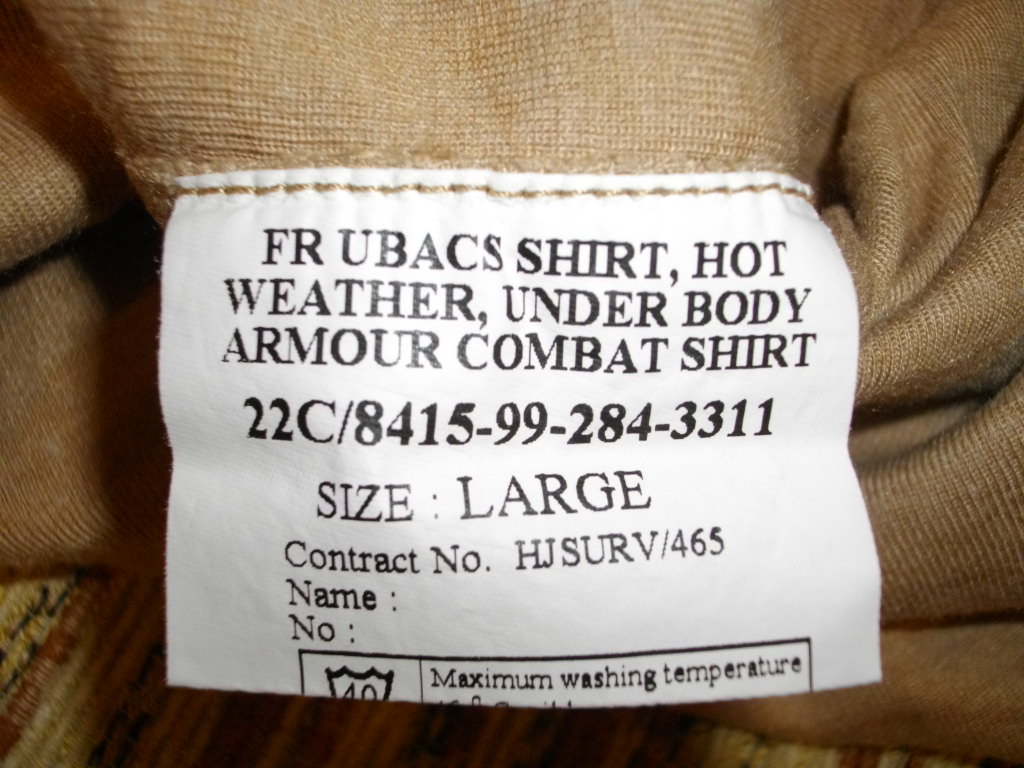 FR UBACS SHIRT, HOT
WEATHER, UNDER BODY
ARMOUR COMBAT SHIRT
22C/8415-99-284-3311
SIZE : LARGE
Contract No. HJSURV/465
Name :
No :
40
Maximum washing temperature